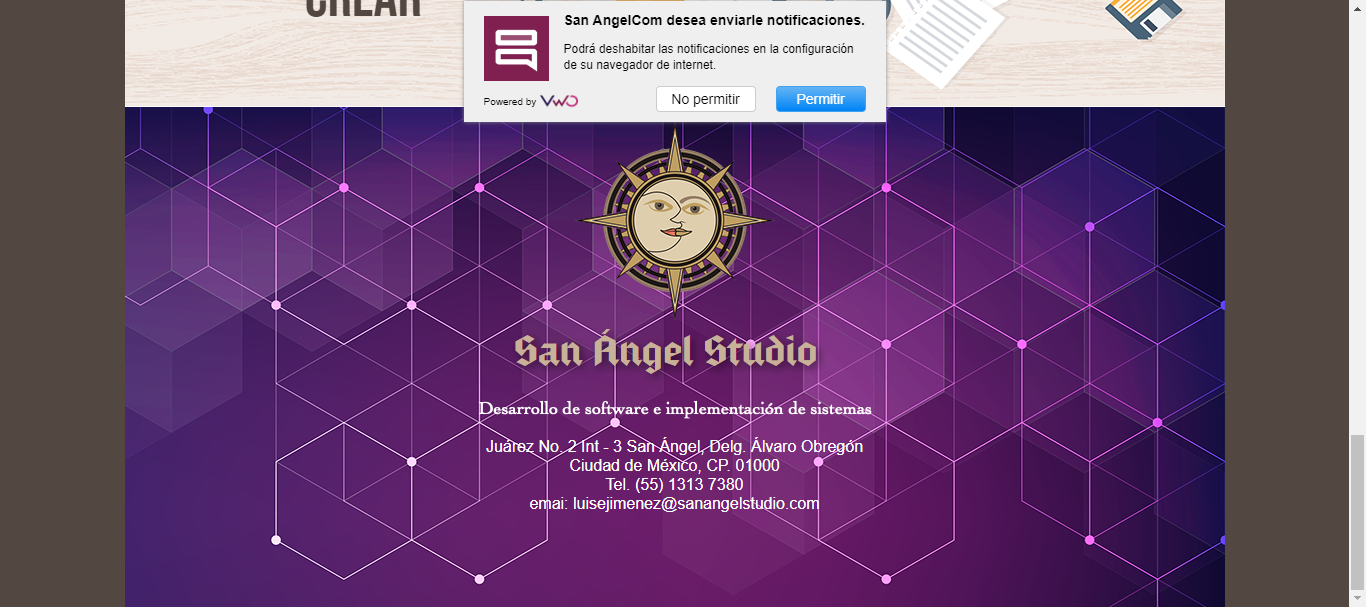 CREAR
San AngelCom desea enviarle notificaciones.
Podrá deshabitar las notificaciones en la configuración
de su navegador de internet.
Powered by VWO
No permitir
Permitir
San Ángel Studio
Desarrollo de software e implementación de sistemas
Juárez No. 2 Int - 3 San Ángel, Delg. Álvaro Obregón
Ciudad de México, CP. 01000
Tel. (55) 1313 7380
emai: luisejimenez@sanangelstudio.com